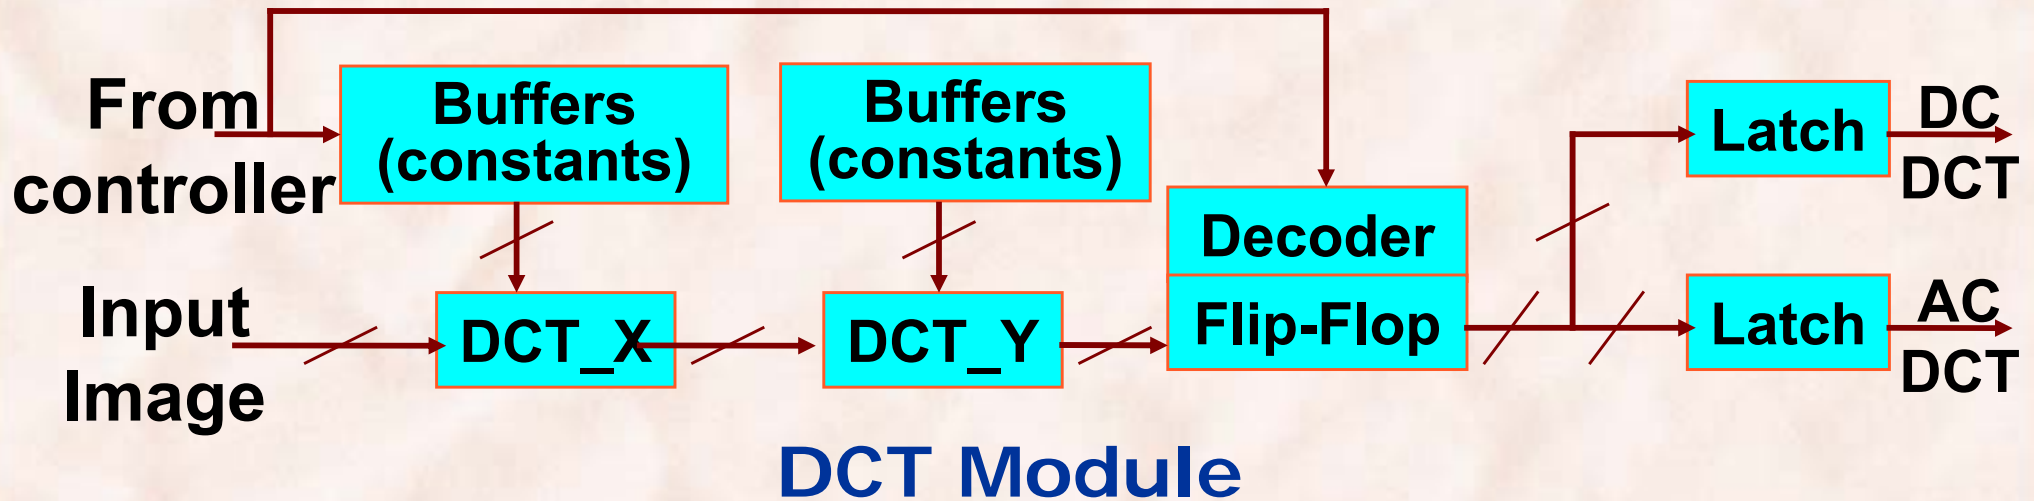 From
controller
Buffers
(constants)
Buffers
(constants)
Decoder
Flip-Flop
Latch
DC
DCT
Input
Image
DCT_X
DCT_Y
Latch
AC
DCT
DCT Module